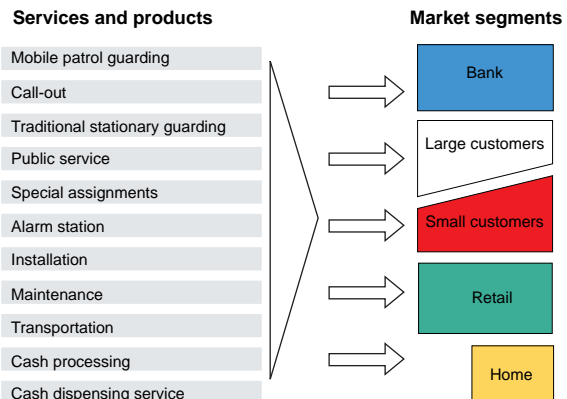 Services and products
Mobile patrol guarding
Call-out
Traditional stationary guarding
Public service
Special assignments
Alarm station
Installation
Maintenance
Transportation
Cash processing
Cash dispensing service
Market segments
Bank
Large customers
Small customers
Retail
Home